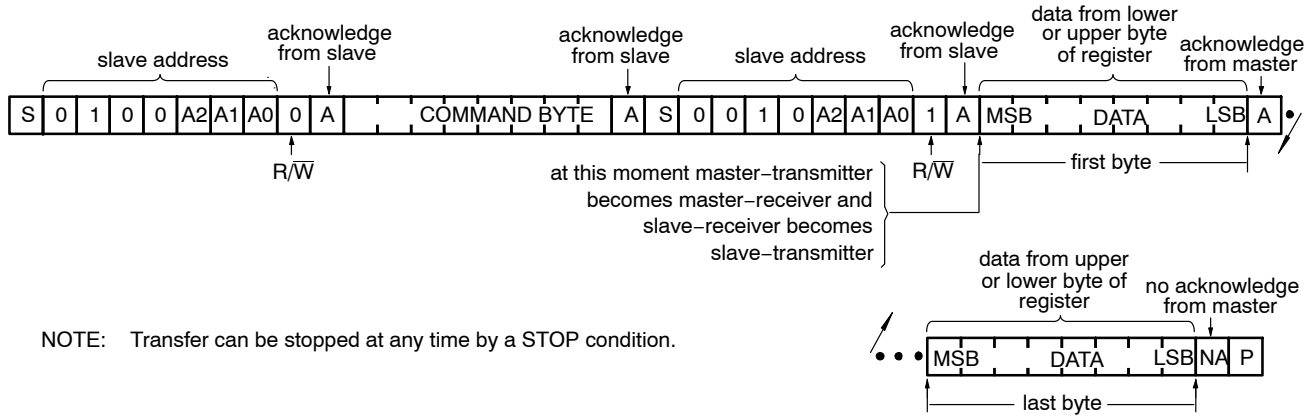 slave address
acknowledge
from slave
acknowledge
from slave
slave address
acknowledge
from slave
data from lower
or upper byte
of register
acknowledge
from master
S 0 1 0 0 A2 A1 A0 0 A COMMAND BYTE A S 0 0 1 0 A2 A1 A0 1 A MSB DATA LSB A
R/W̅
R/W̅
first byte
at this moment master−transmitter
becomes master−receiver and
slave−receiver becomes
slave−transmitter
data from upper
or lower byte of
register
no acknowledge
from master
NOTE: Transfer can be stopped at any time by a STOP condition.
MSB DATA LSB NA P
last byte